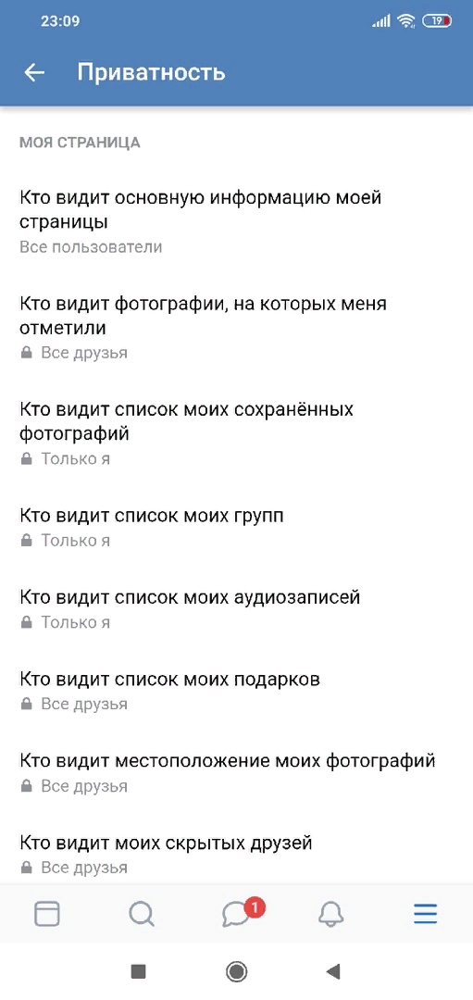 23:09
19
Приватность
МОЯ СТРАНИЦА
Кто видит основную информацию моей
страницы
Все пользователи
Кто видит фотографии, на которых меня
отметили
Все друзья
Кто видит список моих сохранённых
фотографий
Только я
Кто видит список моих групп
Только я
Кто видит список моих аудиозаписей
Только я
Кто видит список моих подарков
Все друзья
Кто видит местоположение моих фотографий
Все друзья
Кто видит моих скрытых друзей
Все друзья
1